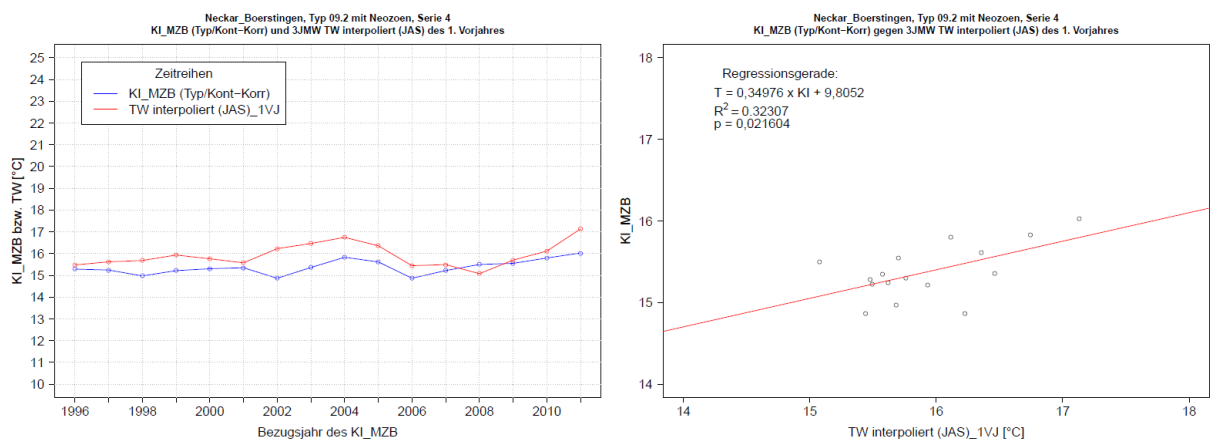 Neckar_Boerstingen, Typ 09.2 mit Neozoen, Serie 4
KI_MZB (Typ/Kont−Korr) und 3JMW TW interpoliert (JAS) des 1. Vorjahres
KI_MZB bzw. TW [°C]
25
24
23
22
21
20
19
18
17
16
15
14
13
12
11
10
Zeitreihen
KI_MZB (Typ/Kont−Korr)
TW interpoliert (JAS)_1VJ
1996 1998 2000 2002 2004 2006 2008 2010
Bezugsjahr des KI_MZB
Neckar_Boerstingen, Typ 09.2 mit Neozoen, Serie 4
KI_MZB (Typ/Kont−Korr) gegen 3JMW TW interpoliert (JAS) des 1. Vorjahres
KI_MZB
18
17
16
15
14
Regressionsgerade:
T = 0,34976 x KI + 9,8052
R² = 0.32307
p = 0,021604
14 15 16 17 18
TW interpoliert (JAS)_1VJ [°C]